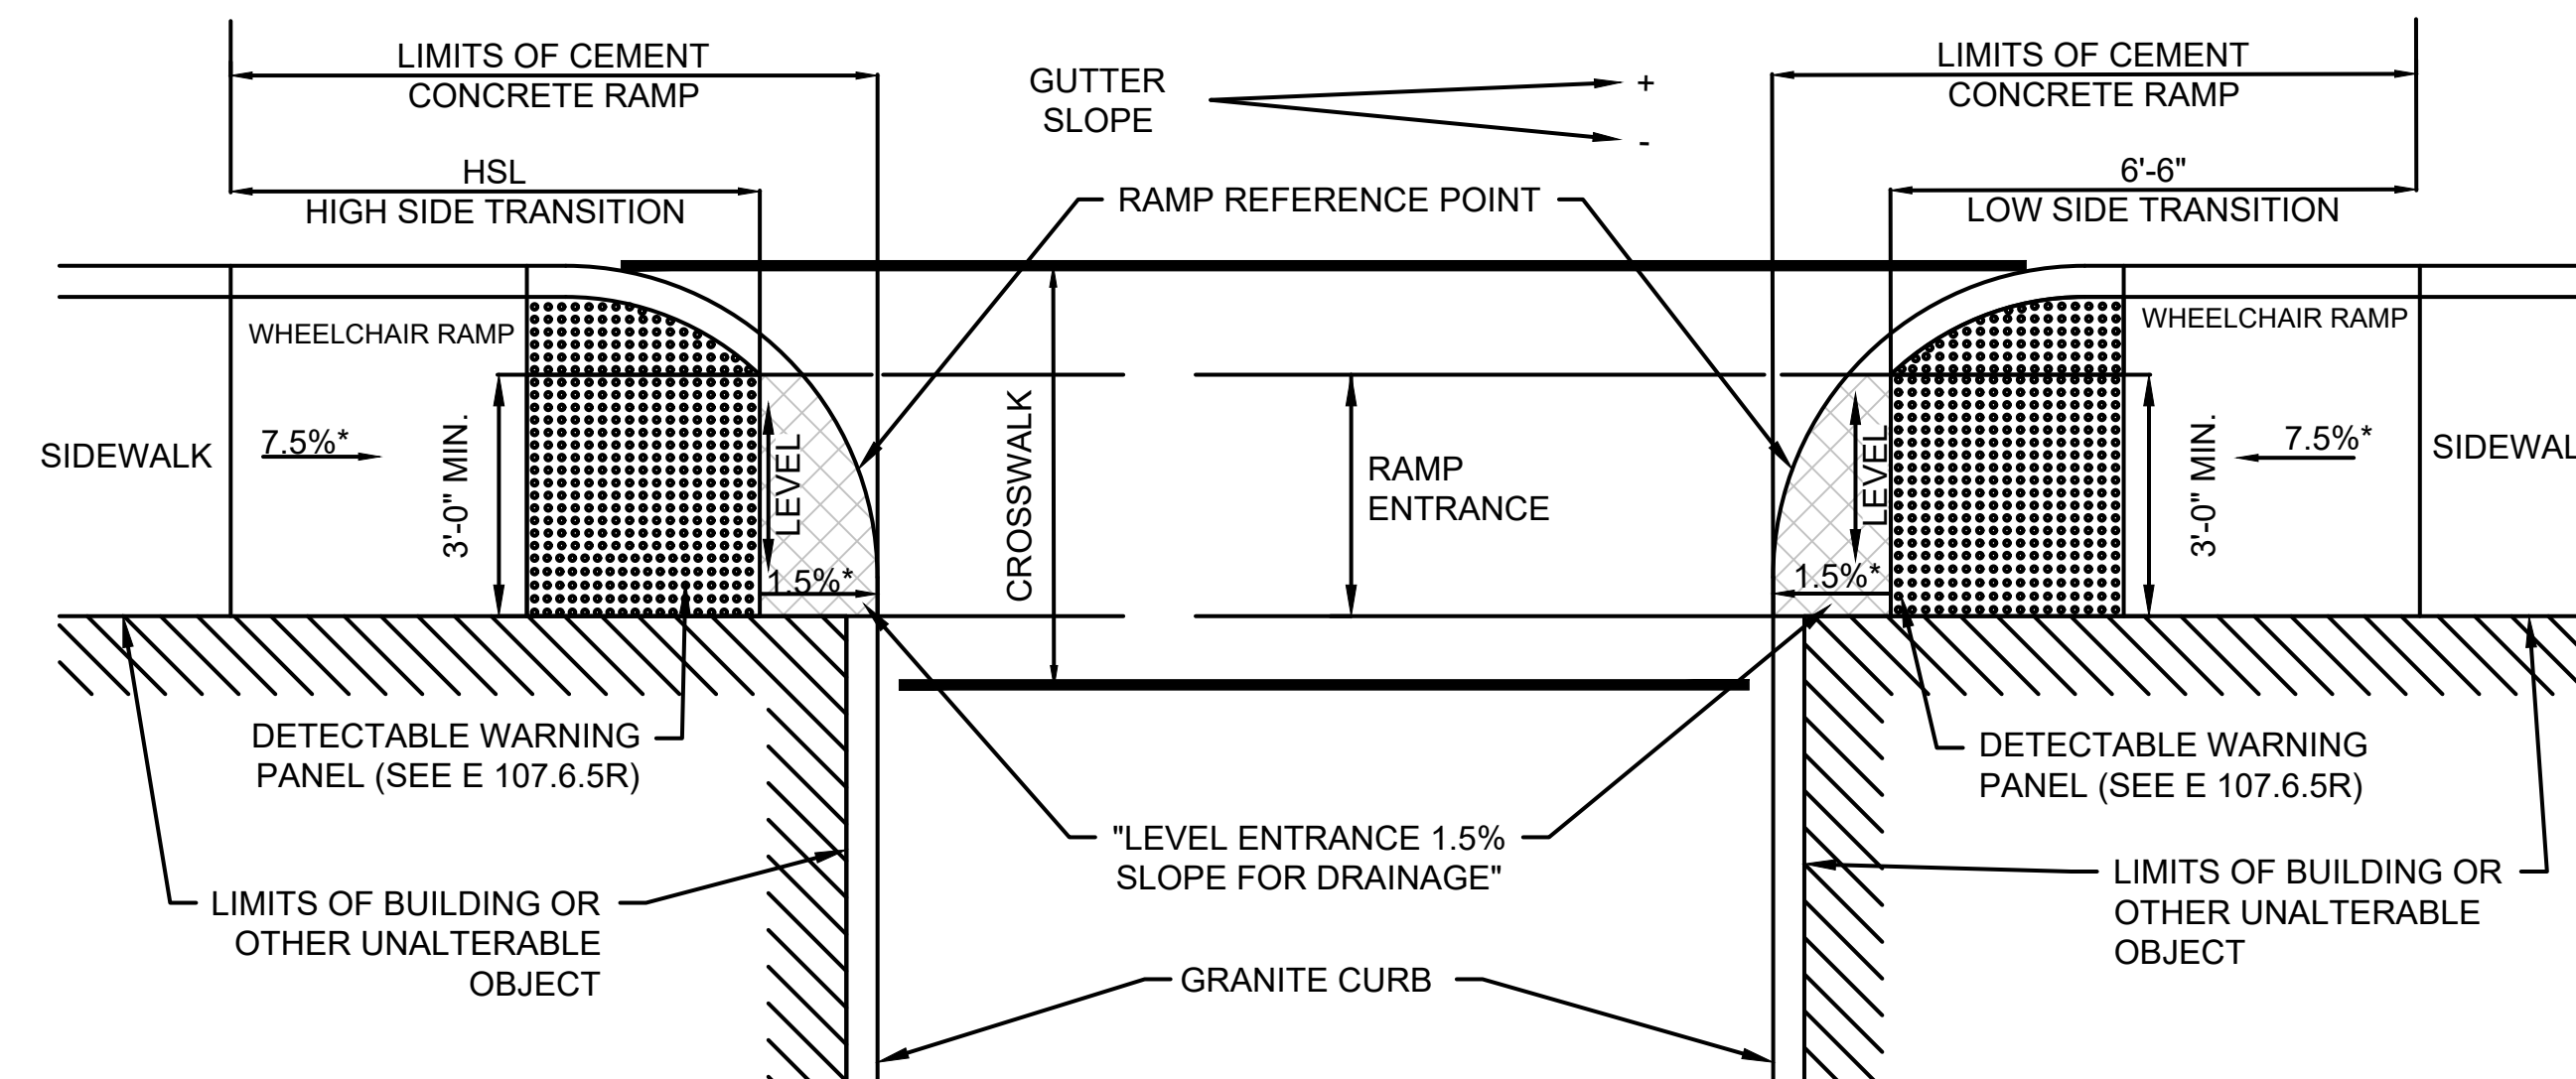 LIMITS OF CEMENT
CONCRETE RAMP
GUTTER
SLOPE
+
-
LIMITS OF CEMENT
CONCRETE RAMP
HSL
HIGH SIDE TRANSITION
RAMP REFERENCE POINT
6'-6"
LOW SIDE TRANSITION
WHEELCHAIR RAMP
WHEELCHAIR RAMP
SIDEWALK
7.5%*
3'-0" MIN.
LEVEL
1.5%*
CROSSWALK
RAMP
ENTRANCE
LEVEL
1.5%*
3'-0" MIN.
7.5%*
SIDEWAL
DETECTABLE WARNING
PANEL (SEE E 107.6.5R)
DETECTABLE WARNING
PANEL (SEE E 107.6.5R)
"LEVEL ENTRANCE 1.5%
SLOPE FOR DRAINAGE"
LIMITS OF BUILDING OR
OTHER UNALTERABLE
OBJECT
LIMITS OF BUILDING OR
OTHER UNALTERABLE
OBJECT
GRANITE CURB